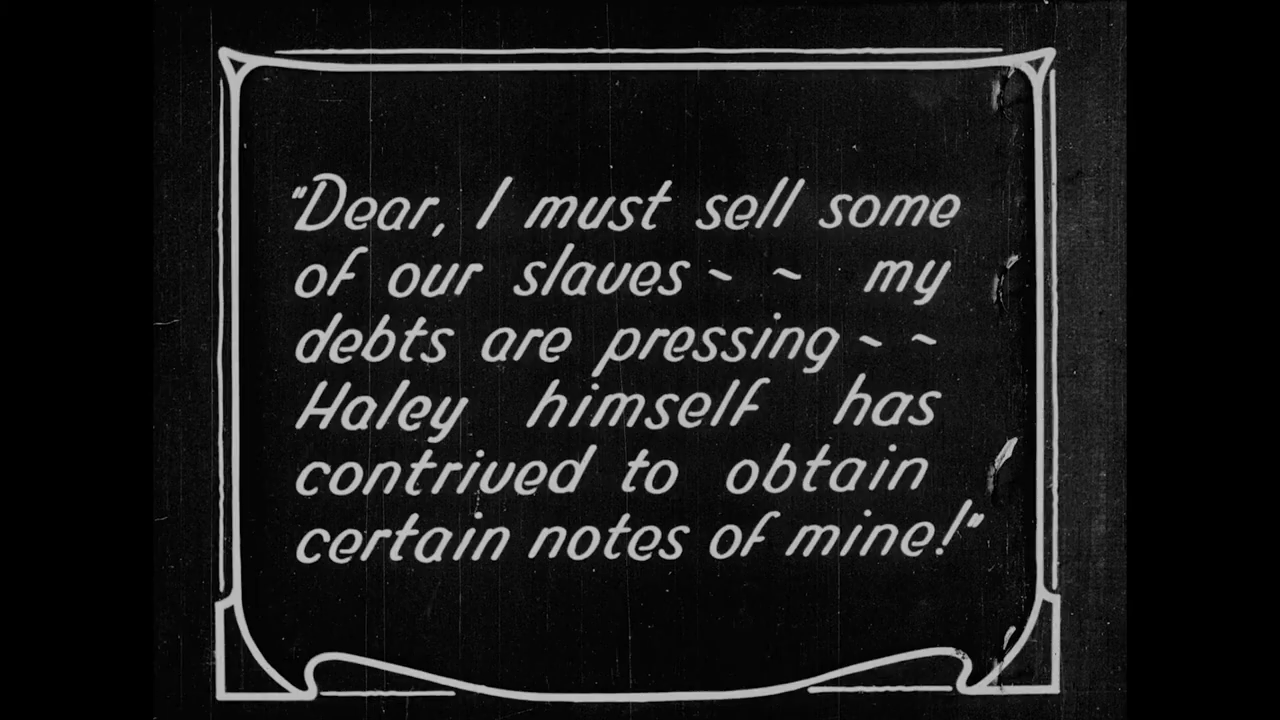 "Dear, I must sell some
of our slaves ~ ~ my
debts are pressing ~ ~
Haley himself has
contrived to obtain
certain notes of mine!"